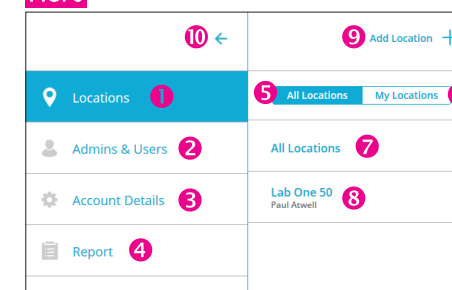 10 ←
9 Add Location +
Locations 1
5 All Locations My Locations
Admins & Users 2
All Locations 7
Account Details 3
Lab One 50
Paul Atwell 8
Report 4